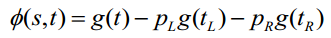 ϕ(s,t) = g(t) − p_L g(t_L) − p_R g(t_R)